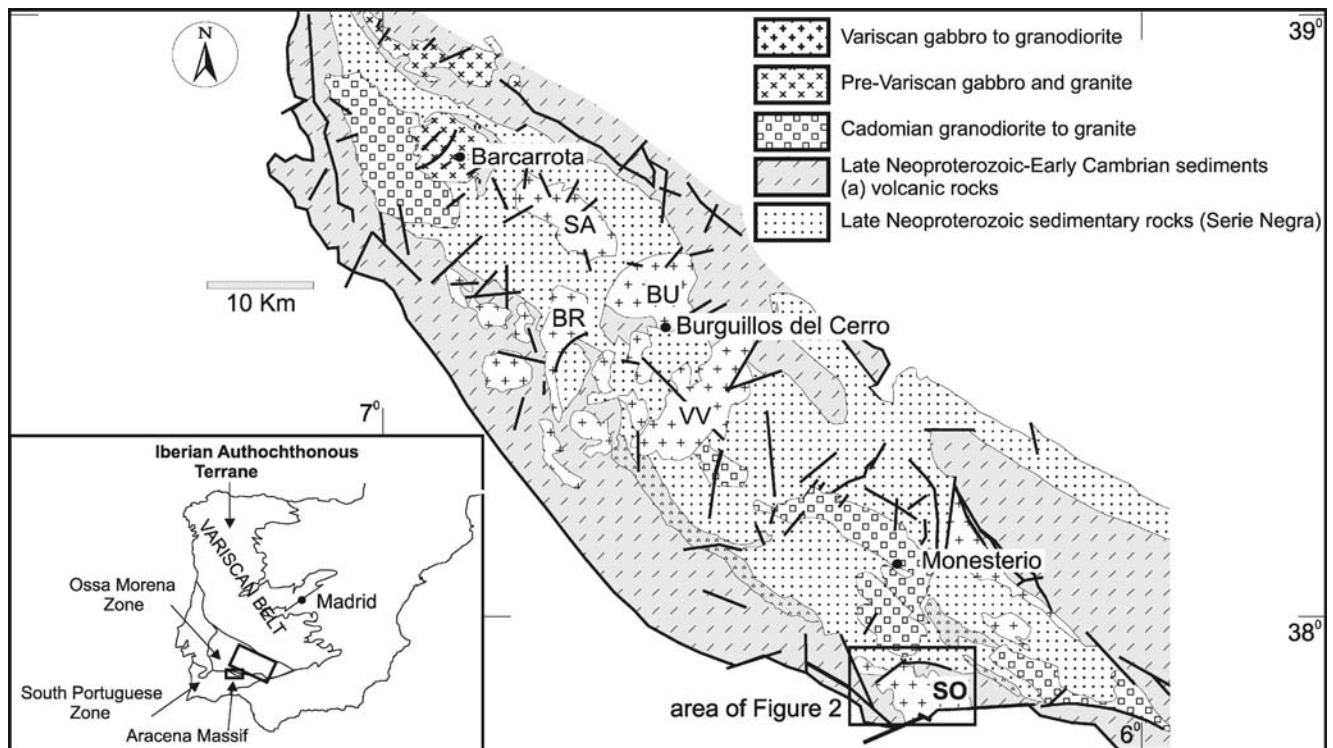 N
39⁰
Variscan gabbro to granodiorite
Pre-Variscan gabbro and granite
Cadomian granodiorite to granite
Late Neoproterozoic-Early Cambrian sediments
(a) volcanic rocks
Late Neoproterozoic sedimentary rocks (Serie Negra)
Barcarrota
SA
10 Km
BU
BR
Burguillos del Cerro
7⁰
VV
Monesterio
38⁰
SO
area of Figure 2
6⁰
Iberian Authochthonous
Terrane
VARISCAN BELT
Ossa Morena
Zone
Madrid
South Portuguese
Zone
Aracena Massif